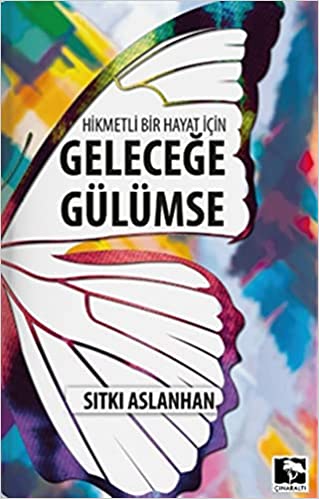 HİKMETLİ BİR HAYAT İÇİN
GELECEĞE
GÜLÜMSE
SITKI ASLANHAN
ÇINARALTI